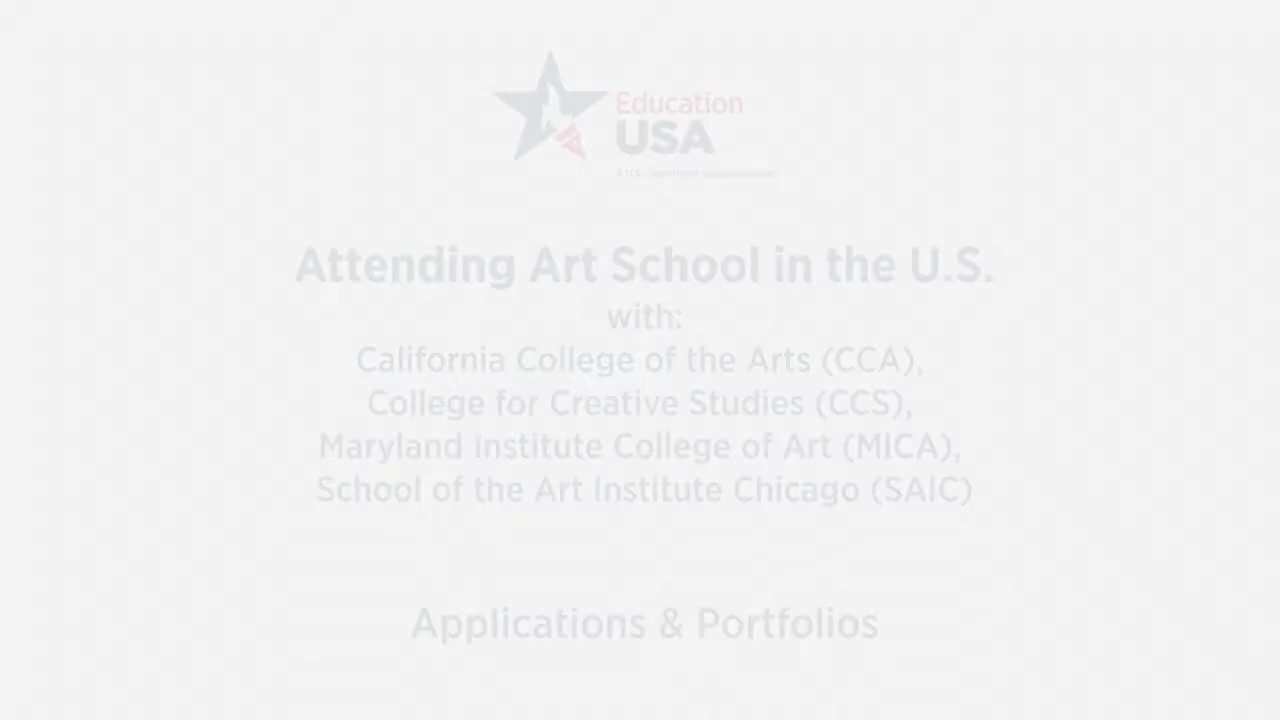 Education
USA
Attending Art School in the U.S.
with:
California College of the Arts (CCA),
College for Creative Studies (CCS),
Maryland Institute College of Art (MICA),
School of the Art Institute Chicago (SAIC)
Applications & Portfolios